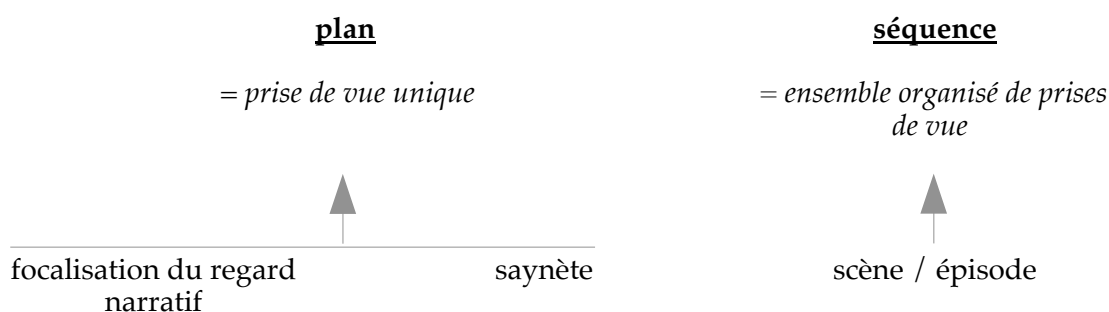 plan
séquence
= prise de vue unique
= ensemble organisé de prises
de vue
focalisation du regard
narratif
saynète
scène / épisode